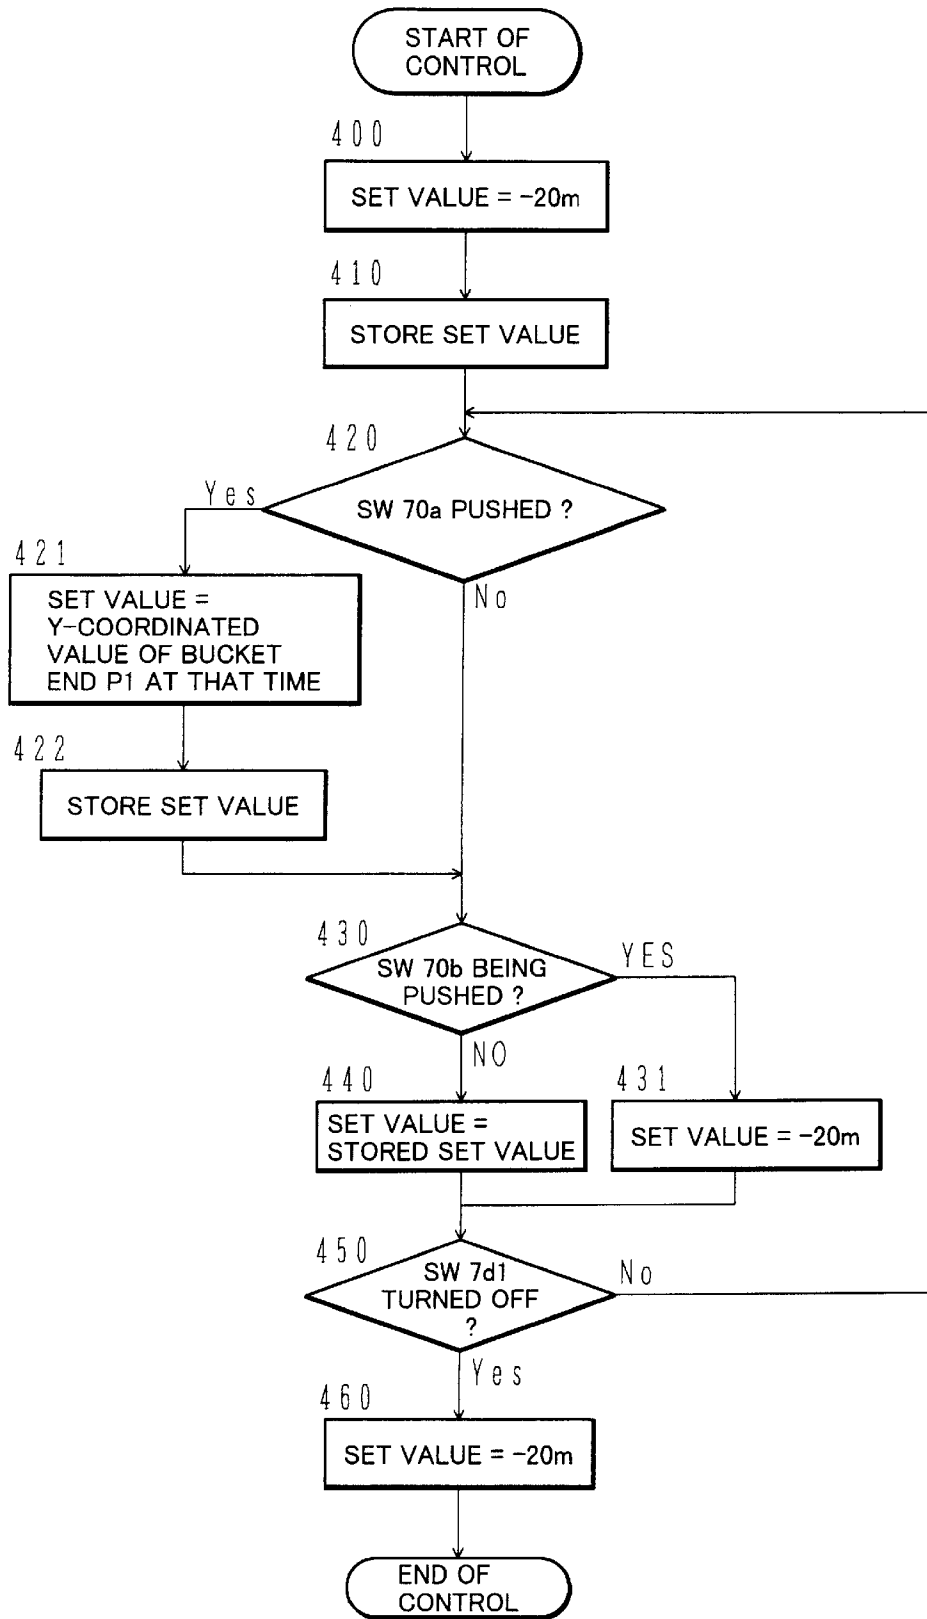 START OF
CONTROL
400
SET VALUE = -20m
410
STORE SET VALUE
420
SW 70a PUSHED ?
Yes
No
421
SET VALUE =
Y-COORDINATED
VALUE OF BUCKET
END P1 AT THAT TIME
422
STORE SET VALUE
430
SW 70b BEING
PUSHED ?
YES
NO
440
SET VALUE =
STORED SET VALUE
431
SET VALUE = -20m
450
SW 7d1
TURNED OFF
?
No
Yes
460
SET VALUE = -20m
END OF
CONTROL